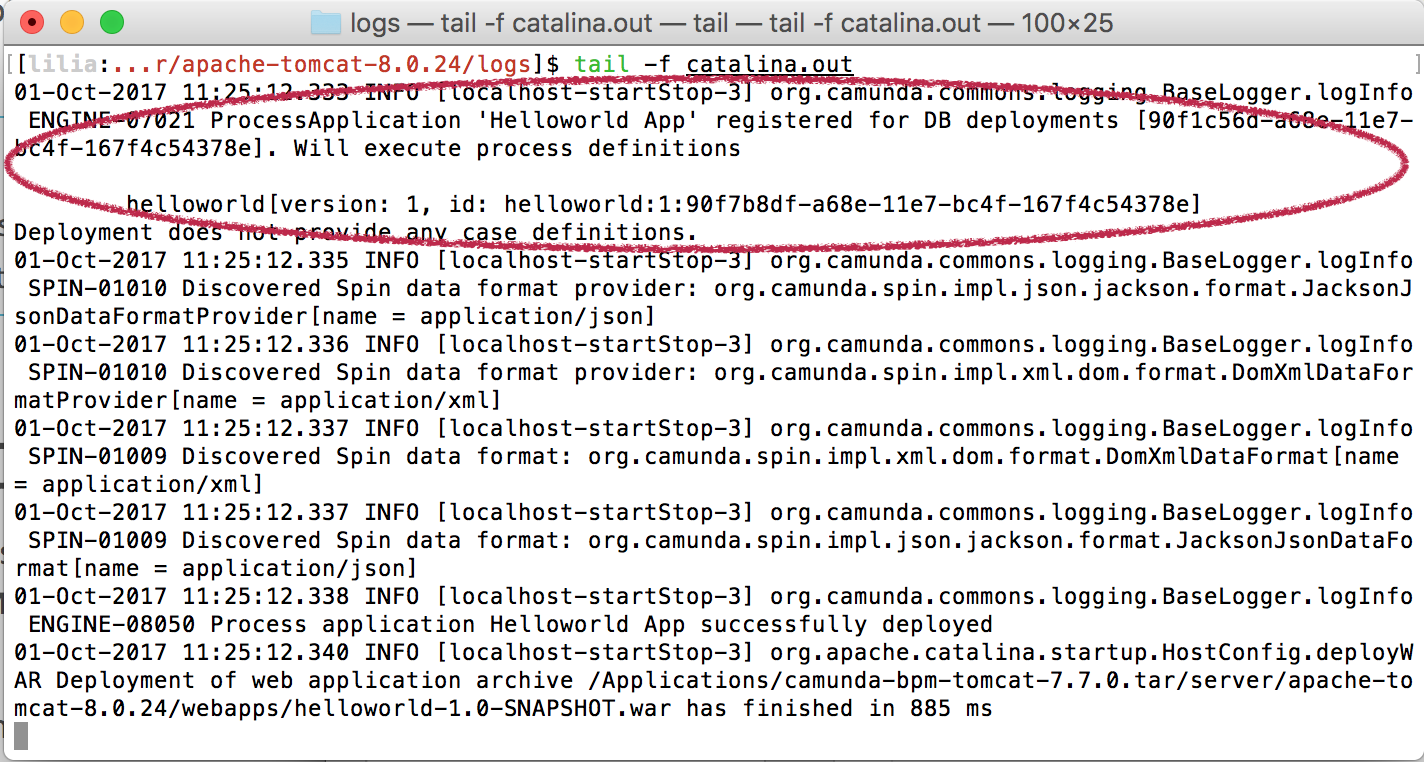 logs — tail -f catalina.out — tail — tail -f catalina.out — 100×25
[[lilia:...r/apache-tomcat-8.0.24/logs]$ tail -f catalina.out ]
01-Oct-2017 11:25:12.333 INFO [localhost-startStop-3] org.camunda.commons.logging.BaseLogger.logInfo
ENGINE-07021 ProcessApplication 'Helloworld App' registered for DB deployments [90f1c56d-a68e-11e7-
bc4f-167f4c54378e]. Will execute process definitions
helloworld[version: 1, id: helloworld:1:90f7b8df-a68e-11e7-bc4f-167f4c54378e]
Deployment does not provide any case definitions.
01-Oct-2017 11:25:12.335 INFO [localhost-startStop-3] org.camunda.commons.logging.BaseLogger.logInfo
SPIN-01010 Discovered Spin data format provider: org.camunda.spin.impl.json.jackson.format.JacksonJ
sonDataFormatProvider[name = application/json]
01-Oct-2017 11:25:12.336 INFO [localhost-startStop-3] org.camunda.commons.logging.BaseLogger.logInfo
SPIN-01010 Discovered Spin data format provider: org.camunda.spin.impl.xml.dom.format.DomXmlDataFor
matProvider[name = application/xml]
01-Oct-2017 11:25:12.337 INFO [localhost-startStop-3] org.camunda.commons.logging.BaseLogger.logInfo
SPIN-01009 Discovered Spin data format: org.camunda.spin.impl.xml.dom.format.DomXmlDataFormat[name
= application/xml]
01-Oct-2017 11:25:12.337 INFO [localhost-startStop-3] org.camunda.commons.logging.BaseLogger.logInfo
SPIN-01009 Discovered Spin data format: org.camunda.spin.impl.json.jackson.format.JacksonJsonDataFo
rmat[name = application/json]
01-Oct-2017 11:25:12.338 INFO [localhost-startStop-3] org.camunda.commons.logging.BaseLogger.logInfo
ENGINE-08050 Process application Helloworld App successfully deployed
01-Oct-2017 11:25:12.340 INFO [localhost-startStop-3] org.apache.catalina.startup.HostConfig.deployW
AR Deployment of web application archive /Applications/camunda-bpm-tomcat-7.7.0.tar/server/apache-to
mcat-8.0.24/webapps/helloworld-1.0-SNAPSHOT.war has finished in 885 ms